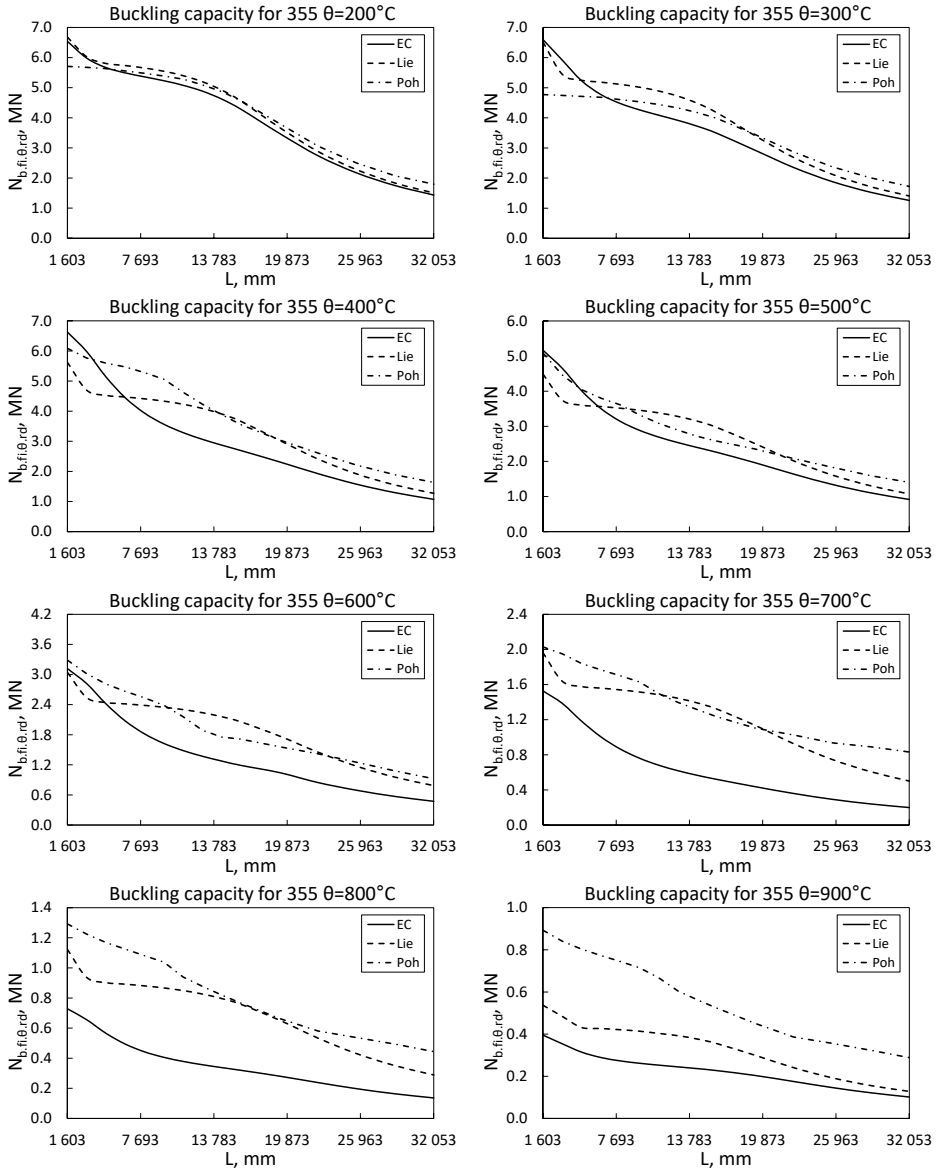 Buckling capacity for 355 θ=200°C
7.0
6.0
5.0
4.0
3.0
2.0
1.0
0.0
N_b.fi.θ.rd, MN
EC
Lie
Poh
1 603 7 693 13 783 19 873 25 963 32 053
L, mm
Buckling capacity for 355 θ=300°C
7.0
6.0
5.0
4.0
3.0
2.0
1.0
0.0
N_b.fi.θ.rd, MN
EC
Lie
Poh
1 603 7 693 13 783 19 873 25 963 32 053
L, mm
Buckling capacity for 355 θ=400°C
7.0
6.0
5.0
4.0
3.0
2.0
1.0
0.0
N_b.fi.θ.rd, MN
EC
Lie
Poh
1 603 7 693 13 783 19 873 25 963 32 053
L, mm
Buckling capacity for 355 θ=500°C
6.0
5.0
4.0
3.0
2.0
1.0
0.0
N_b.fi.θ.rd, MN
EC
Lie
Poh
1 603 7 693 13 783 19 873 25 963 32 053
L, mm
Buckling capacity for 355 θ=600°C
4.2
3.6
3.0
2.4
1.8
1.2
0.6
0.0
N_b.fi.θ.rd, MN
EC
Lie
Poh
1 603 7 693 13 783 19 873 25 963 32 053
L, mm
Buckling capacity for 355 θ=700°C
2.4
2.0
1.6
1.2
0.8
0.4
0.0
N_b.fi.θ.rd, MN
EC
Lie
Poh
1 603 7 693 13 783 19 873 25 963 32 053
L, mm
Buckling capacity for 355 θ=800°C
1.4
1.2
1.0
0.8
0.6
0.4
0.2
0.0
N_b.fi.θ.rd, MN
EC
Lie
Poh
1 603 7 693 13 783 19 873 25 963 32 053
L, mm
Buckling capacity for 355 θ=900°C
1.0
0.8
0.6
0.4
0.2
0.0
N_b.fi.θ.rd, MN
EC
Lie
Poh
1 603 7 693 13 783 19 873 25 963 32 053
L, mm